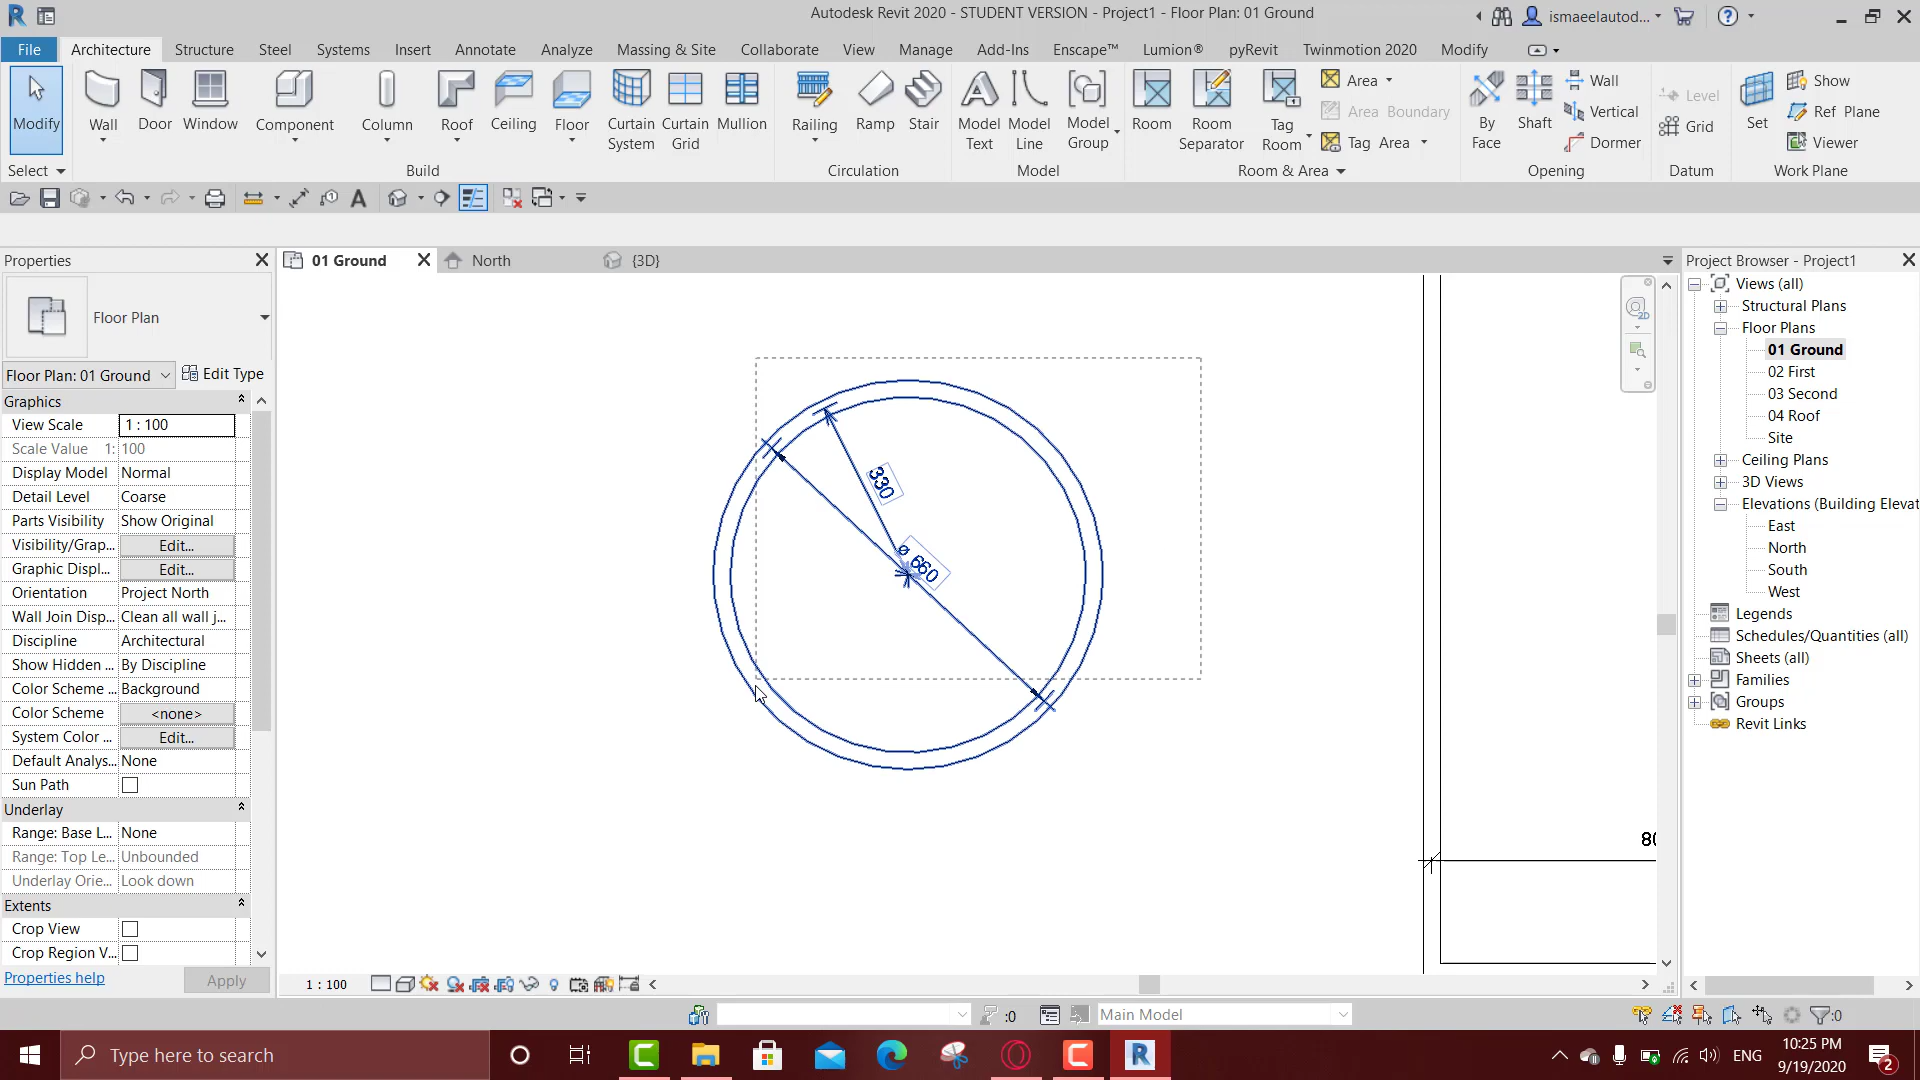 Autodesk Revit 2020 - STUDENT VERSION - Project1 - Floor Plan: 01 Ground
ismaeelautod...
File Architecture Structure Steel Systems Insert Annotate Analyze Massing & Site Collaborate View Manage Add-Ins Enscape™ Lumion® pyRevit Twinmotion 2020 Modify
Modify
Wall
Door
Window
Component
Column
Roof
Ceiling
Floor
Curtain System
Curtain Grid
Mullion
Railing
Ramp
Stair
Model Text
Model Line
Model Group
Room
Room Separator
Tag Room
Area
Area Boundary
Tag Area
By Face
Shaft
Wall
Vertical
Dormer
Level
Grid
Set
Show
Ref Plane
Viewer
Select
Build
Circulation
Model
Room & Area
Opening
Datum
Work Plane
Properties
01 Ground
North
{3D}
Project Browser - Project1
Floor Plan
Floor Plan: 01 Ground
Edit Type
Graphics
View Scale 1 : 100
Scale Value 1: 100
Display Model Normal
Detail Level Coarse
Parts Visibility Show Original
Visibility/Grap... Edit...
Graphic Displ... Edit...
Orientation Project North
Wall Join Disp... Clean all wall j...
Discipline Architectural
Show Hidden ... By Discipline
Color Scheme ... Background
Color Scheme <none>
System Color ... Edit...
Default Analys... None
Sun Path
Underlay
Range: Base L... None
Range: Top Le... Unbounded
Underlay Orie... Look down
Extents
Crop View
Crop Region V...
Properties help
Apply
330
ø 660
80
2D
Views (all)
Structural Plans
Floor Plans
01 Ground
02 First
03 Second
04 Roof
Site
Ceiling Plans
3D Views
Elevations (Building Elevat
East
North
South
West
Legends
Schedules/Quantities (all)
Sheets (all)
Families
Groups
Revit Links
1 : 100
:0
Main Model
:0
Type here to search
ENG
10:25 PM
9/19/2020
2